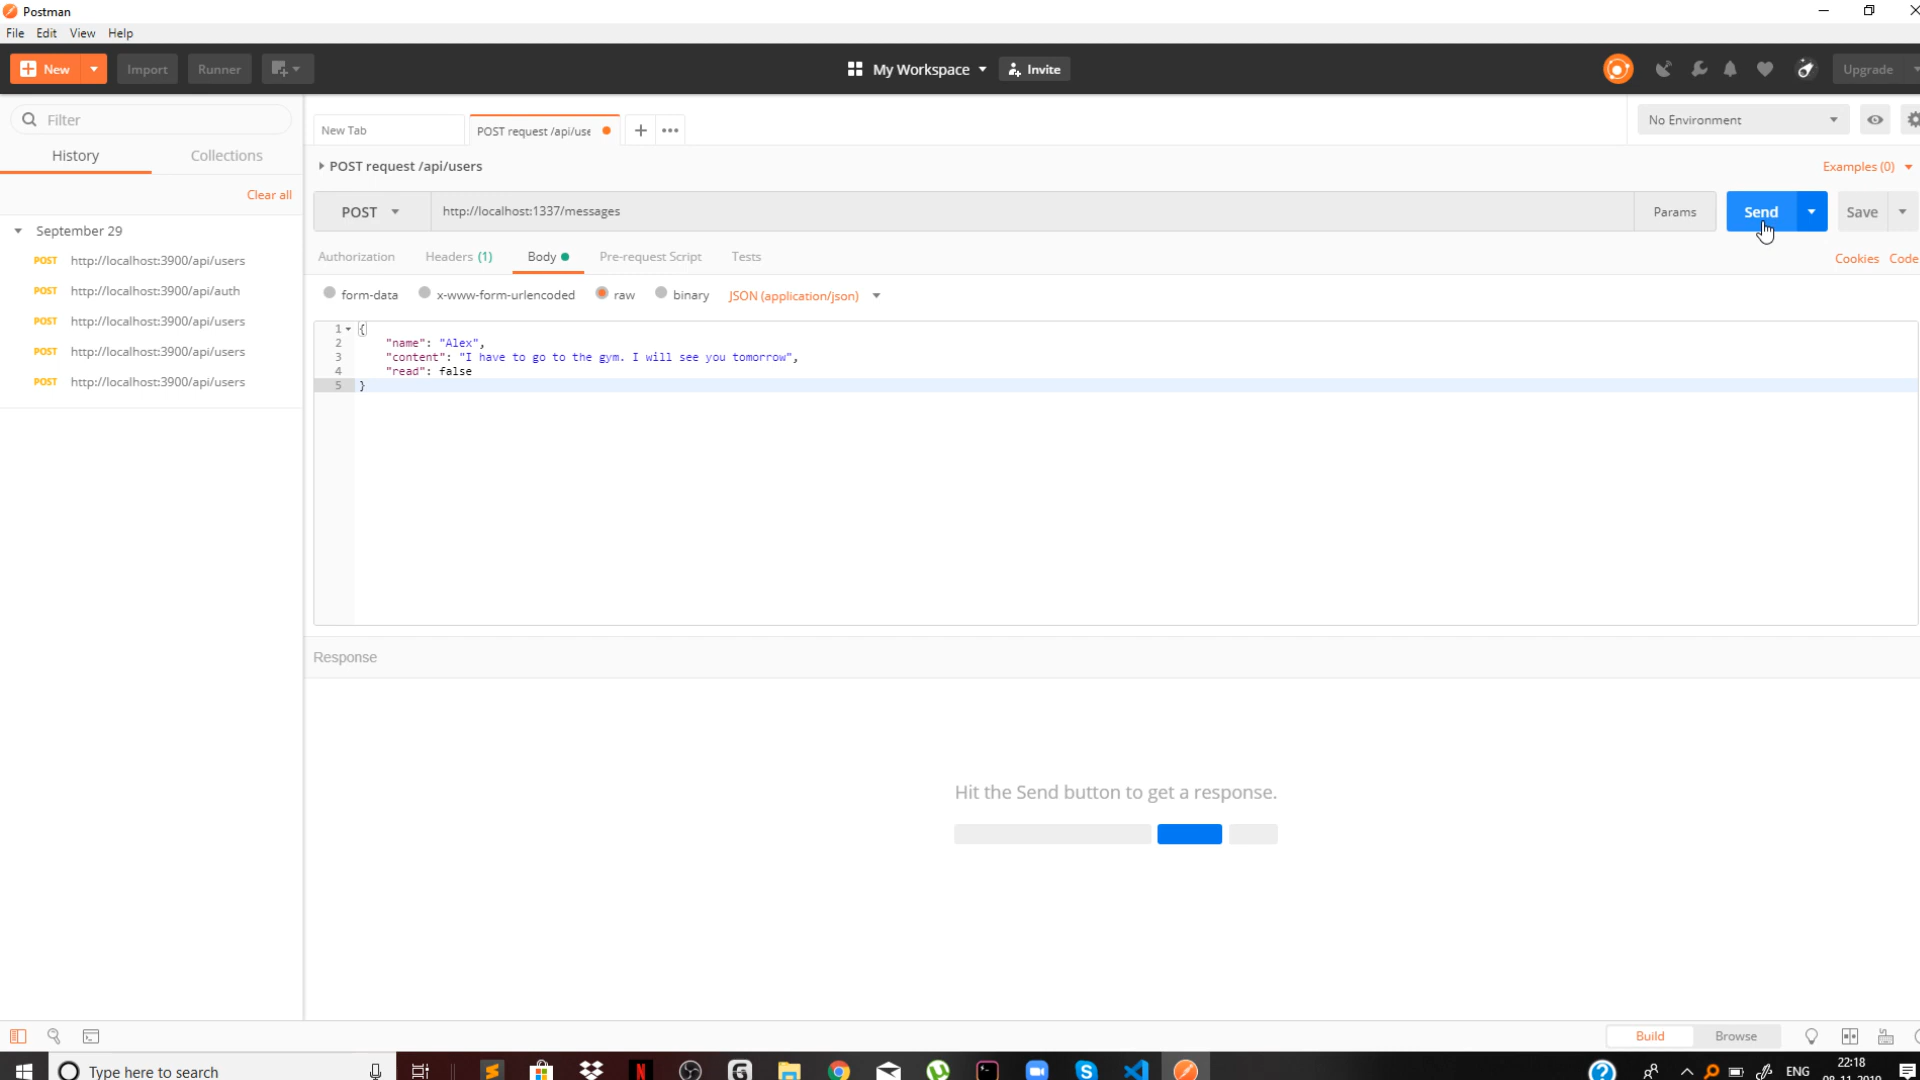 Postman
File Edit View Help
New Import Runner My Workspace Invite Upgrade
Filter
History Collections
Clear all
September 29
POST http://localhost:3900/api/users
POST http://localhost:3900/api/auth
POST http://localhost:3900/api/users
POST http://localhost:3900/api/users
POST http://localhost:3900/api/users
New Tab POST request /api/use No Environment
POST request /api/users Examples (0)
POST http://localhost:1337/messages Params Send Save
Authorization Headers (1) Body Pre-request Script Tests Cookies Code
form-data x-www-form-urlencoded raw binary JSON (application/json)
1 {
2 "name": "Alex",
3 "content": "I have to go to the gym. I will see you tomorrow",
4 "read": false
5 }
Response
Hit the Send button to get a response.
Build Browse
Type here to search ENG 22:18